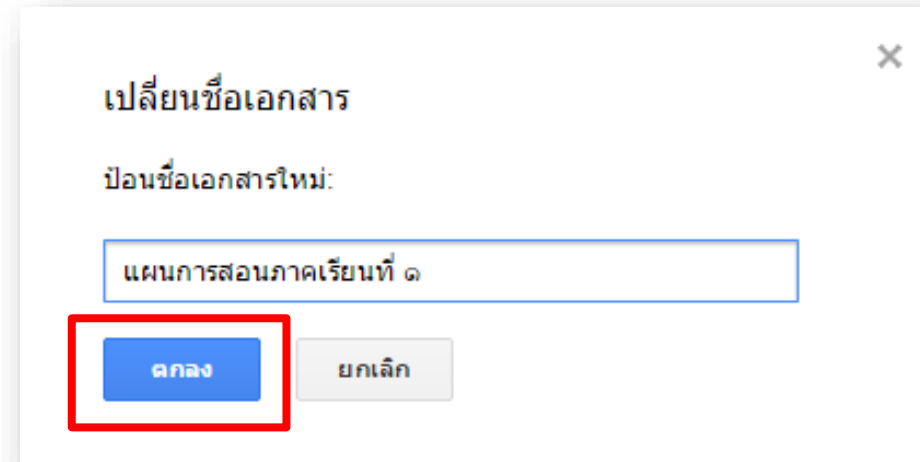 เปลี่ยนชื่อเอกสาร
ป้อนชื่อเอกสารใหม่:
แผนการสอนภาคเรียนที่ ๑
ตกลง ยกเลิก